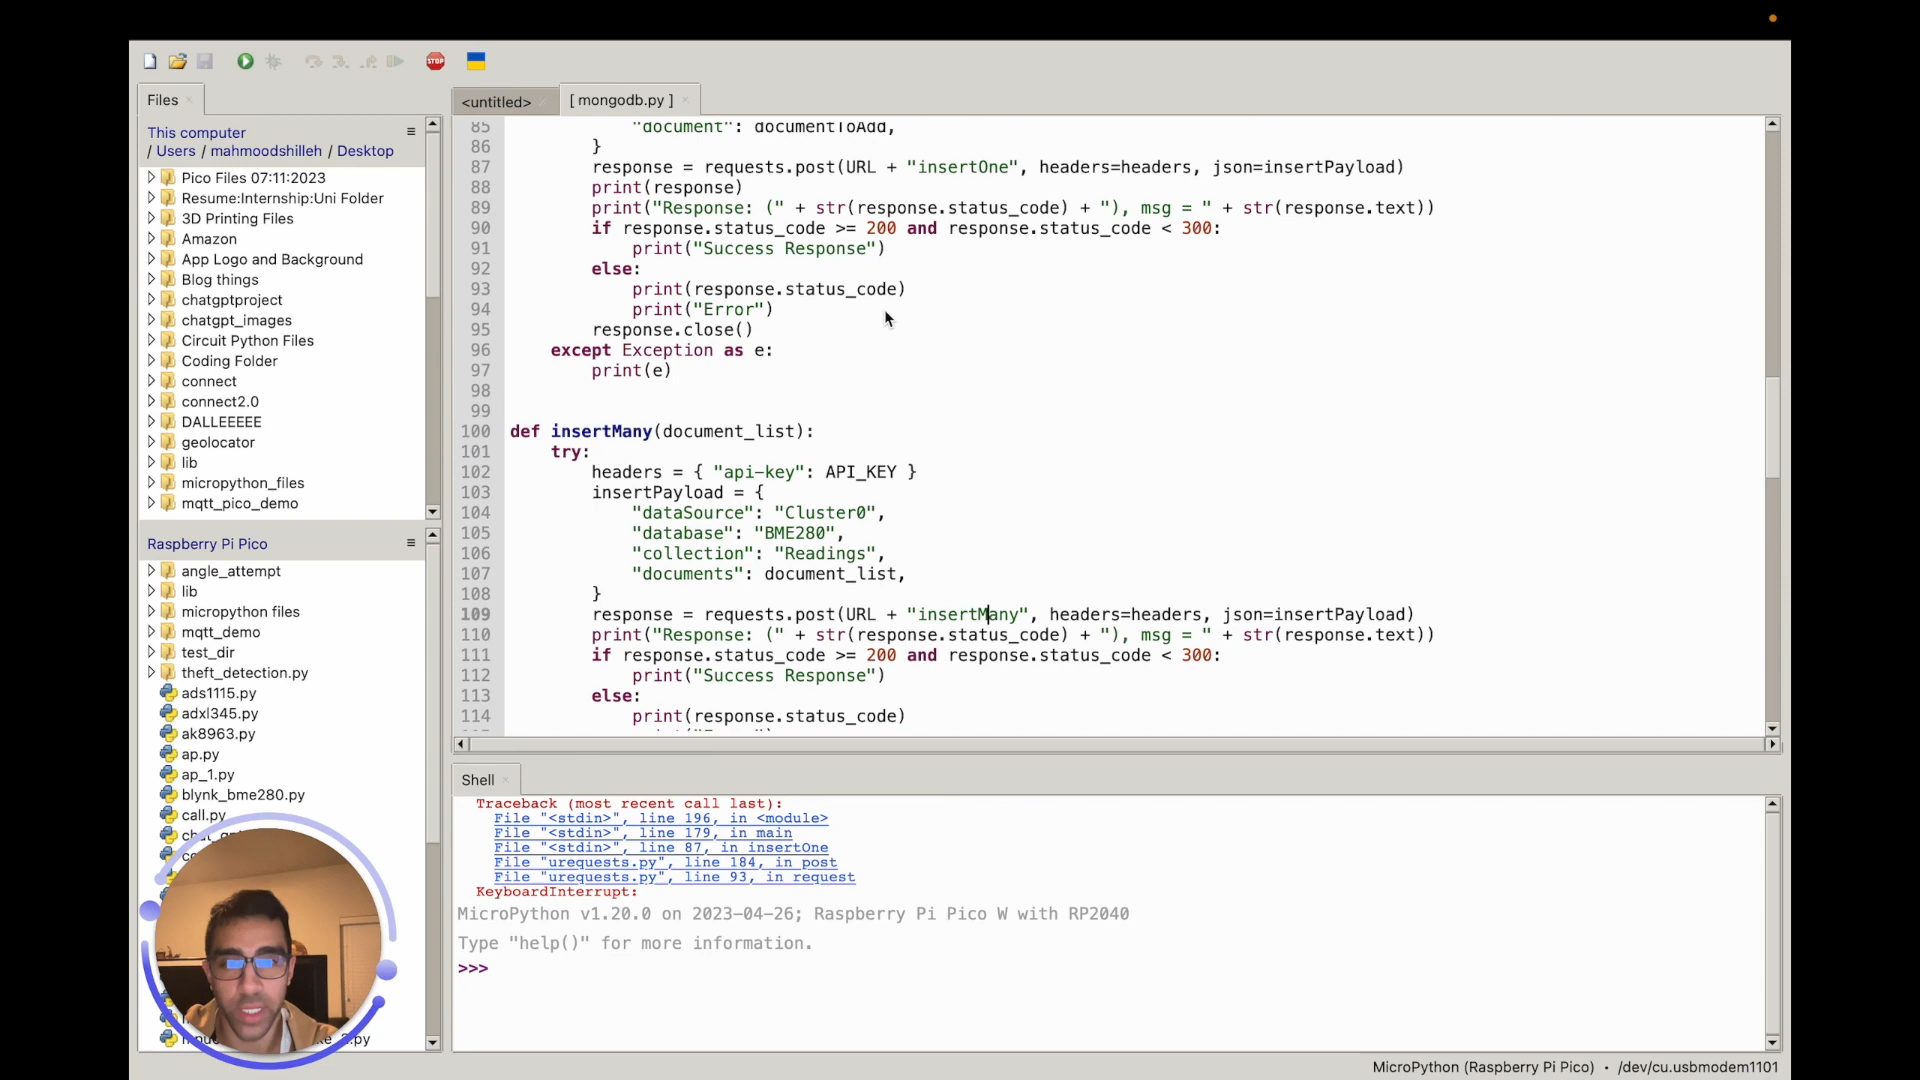 STOP
Files
<untitled>
[ mongodb.py ]
This computer
/ Users / mahmoodshilleh / Desktop
Pico Files 07:11:2023
Resume:Internship:Uni Folder
3D Printing Files
Amazon
App Logo and Background
Blog things
chatgptproject
chatgpt_images
Circuit Python Files
Coding Folder
connect
connect2.0
DALLEEEEE
geolocator
lib
micropython_files
mqtt_pico_demo
Raspberry Pi Pico
angle_attempt
lib
micropython files
mqtt_demo
test_dir
theft_detection.py
ads1115.py
adxl345.py
ak8963.py
ap.py
ap_1.py
blynk_bme280.py
call.py
85 "document": documentToAdd,
86 }
87 response = requests.post(URL + "insertOne", headers=headers, json=insertPayload)
88 print(response)
89 print("Response: (" + str(response.status_code) + "), msg = " + str(response.text))
90 if response.status_code >= 200 and response.status_code < 300:
91 print("Success Response")
92 else:
93 print(response.status_code)
94 print("Error")
95 response.close()
96 except Exception as e:
97 print(e)
98
99
100 def insertMany(document_list):
101 try:
102 headers = { "api-key": API_KEY }
103 insertPayload = {
104 "dataSource": "Cluster0",
105 "database": "BME280",
106 "collection": "Readings",
107 "documents": document_list,
108 }
109 response = requests.post(URL + "insertMany", headers=headers, json=insertPayload)
110 print("Response: (" + str(response.status_code) + "), msg = " + str(response.text))
111 if response.status_code >= 200 and response.status_code < 300:
112 print("Success Response")
113 else:
114 print(response.status_code)
Shell
Traceback (most recent call last):
File "<stdin>", line 196, in <module>
File "<stdin>", line 179, in main
File "<stdin>", line 87, in insertOne
File "urequests.py", line 184, in post
File "urequests.py", line 93, in request
KeyboardInterrupt:
MicroPython v1.20.0 on 2023-04-26; Raspberry Pi Pico W with RP2040
Type "help()" for more information.
>>>
MicroPython (Raspberry Pi Pico) • /dev/cu.usbmodem1101